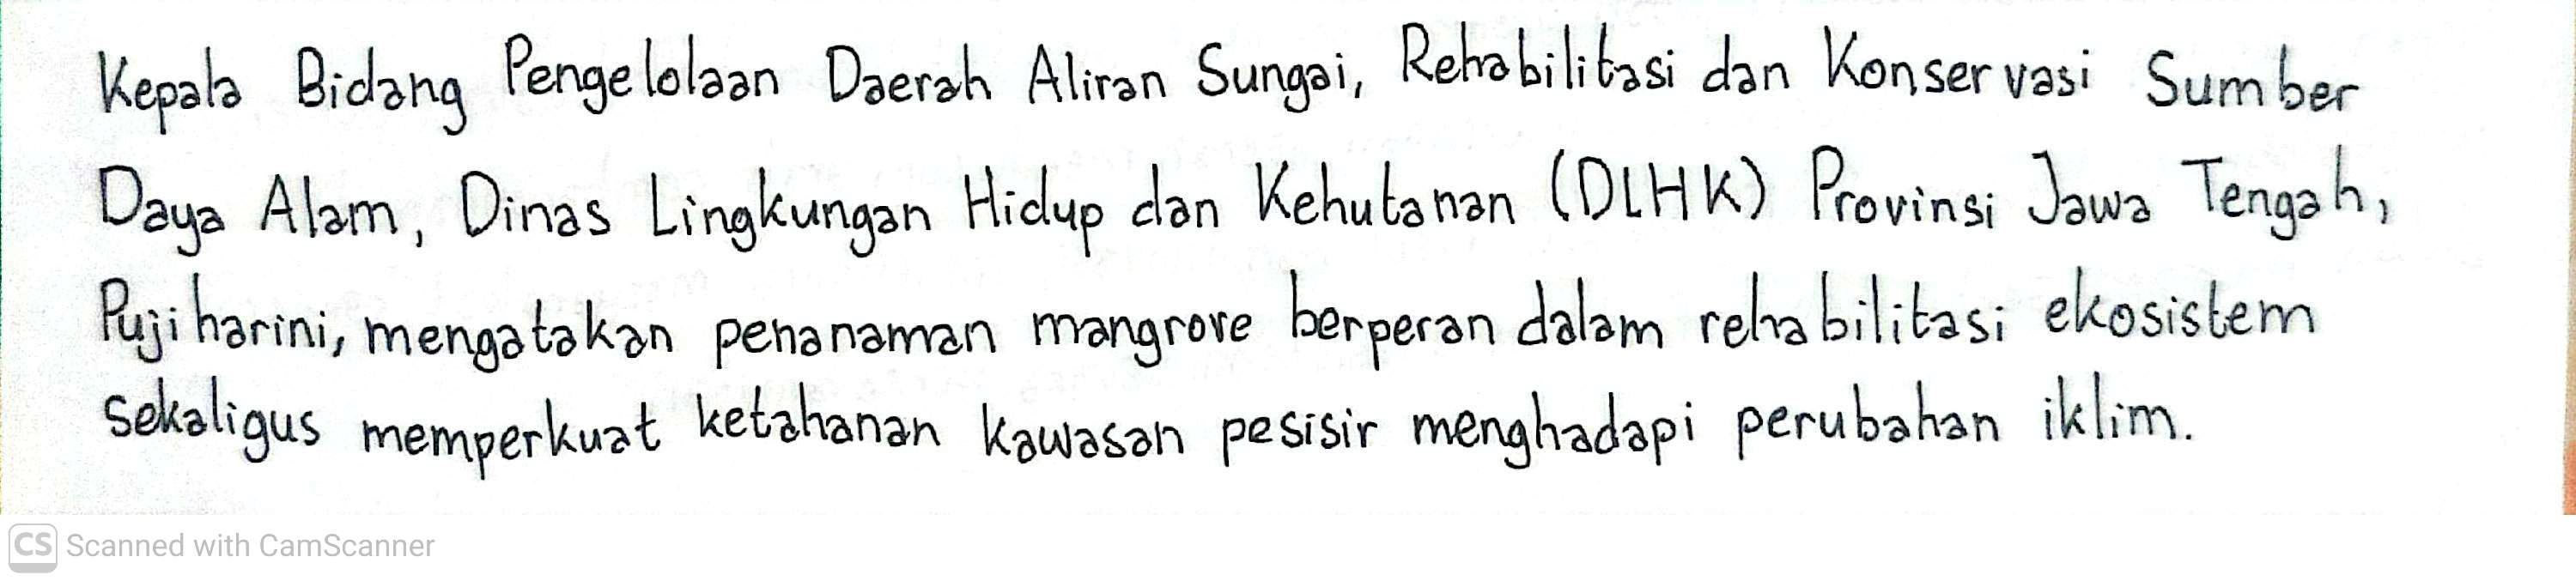 Kepala Bidang Pengelolaan Daerah Aliran Sungai, Rehabilitasi dan Konservasi Sumber
Daya Alam, Dinas Lingkungan Hidup dan Kehutanan (DLHK) Provinsi Jawa Tengah,
Pujiharini, mengatakan penanaman mangrove berperan dalam rehabilitasi ekosistem
sekaligus memperkuat ketahanan kawasan pesisir menghadapi perubahan iklim.
CS Scanned with CamScanner